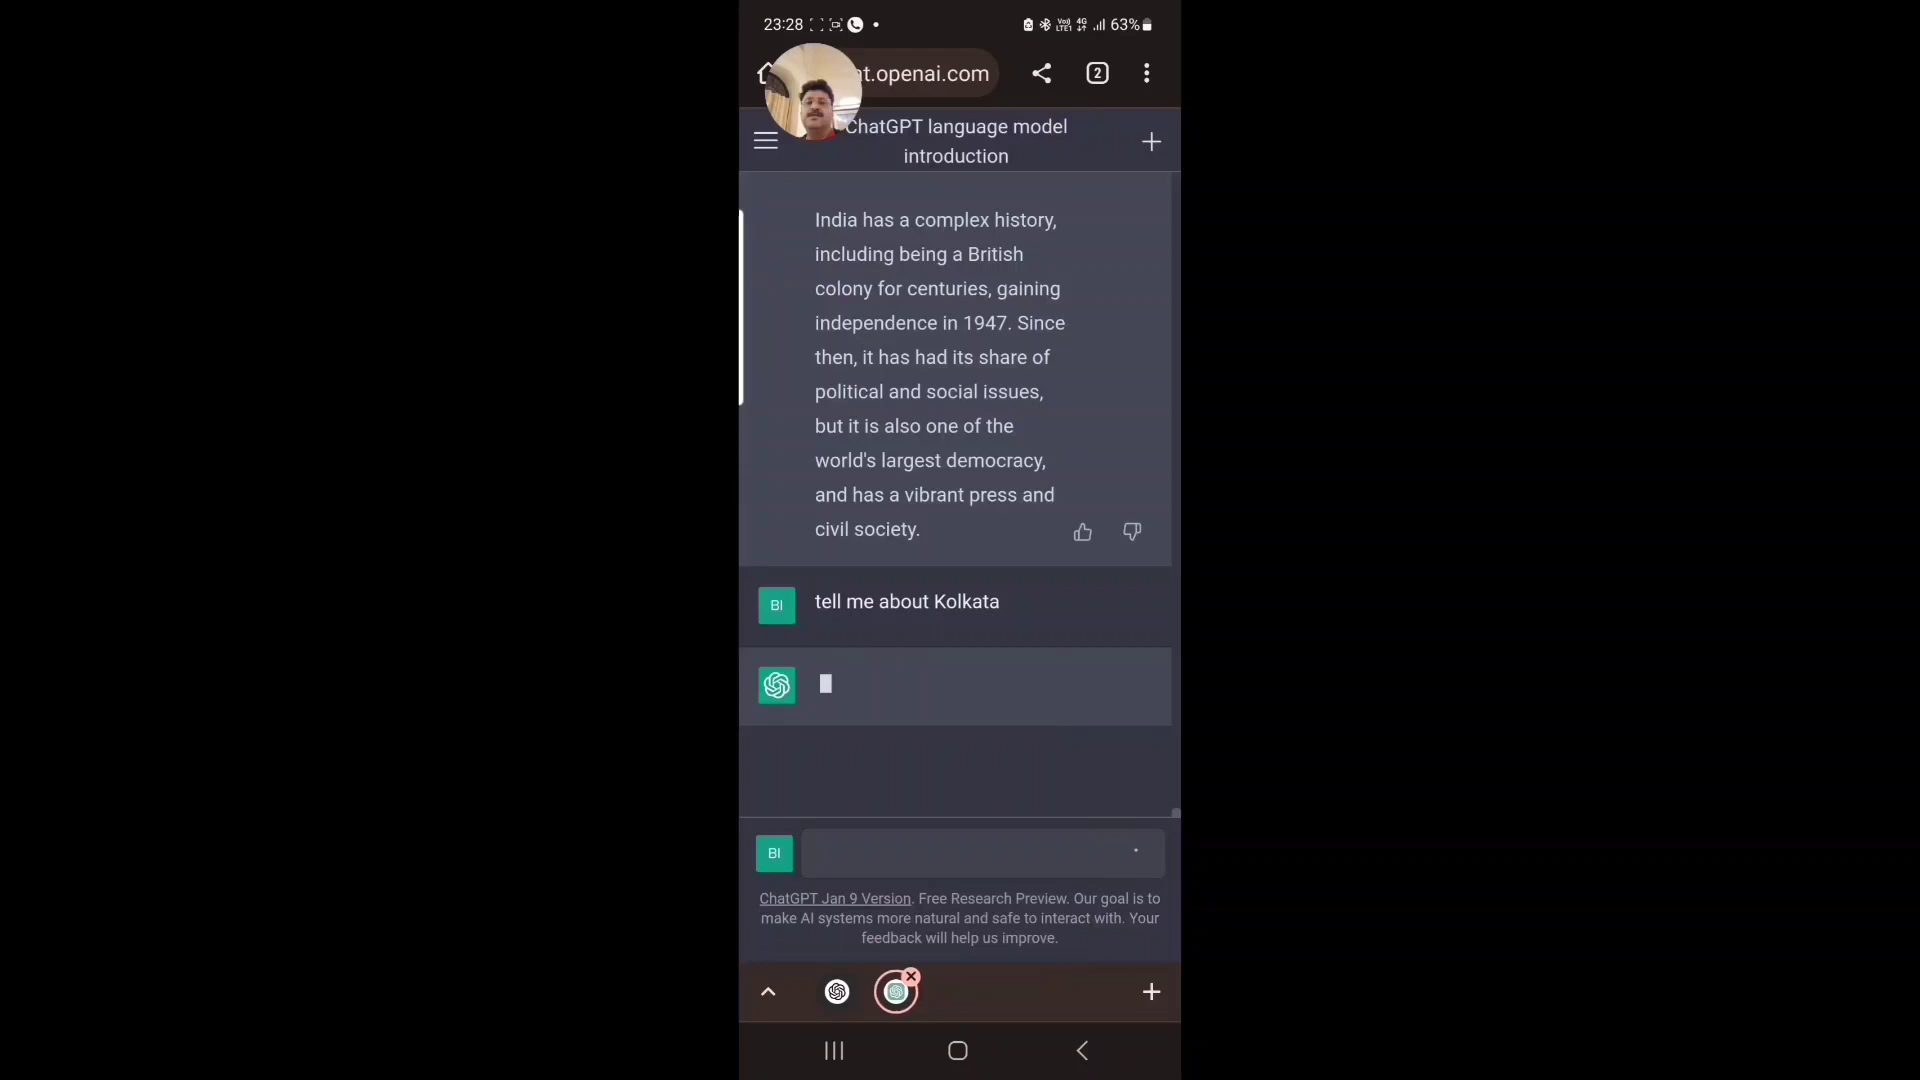 23:28 63%
at.openai.com 2
ChatGPT language model
introduction
India has a complex history,
including being a British
colony for centuries, gaining
independence in 1947. Since
then, it has had its share of
political and social issues,
but it is also one of the
world's largest democracy,
and has a vibrant press and
civil society.
BI tell me about Kolkata
BI
ChatGPT Jan 9 Version. Free Research Preview. Our goal is to
make AI systems more natural and safe to interact with. Your
feedback will help us improve.